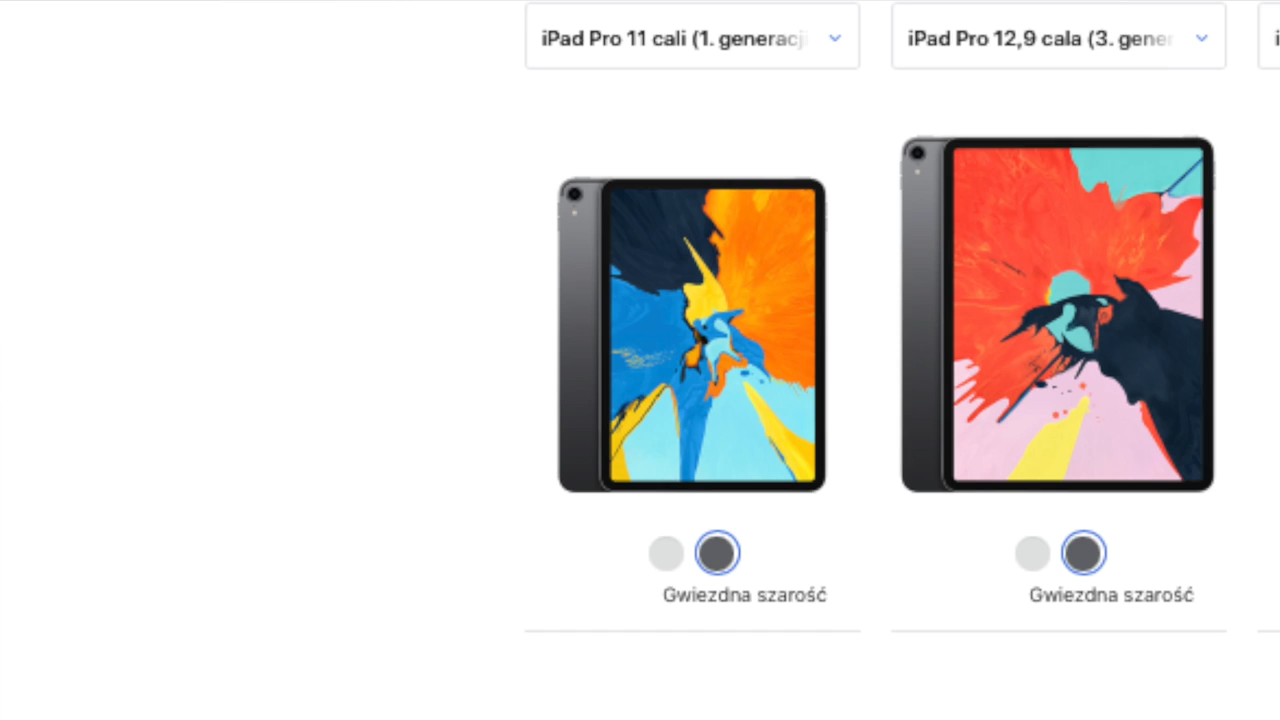 iPad Pro 11 cali (1. generacji
iPad Pro 12,9 cala (3. gener
Gwiezdna szarość
Gwiezdna szarość